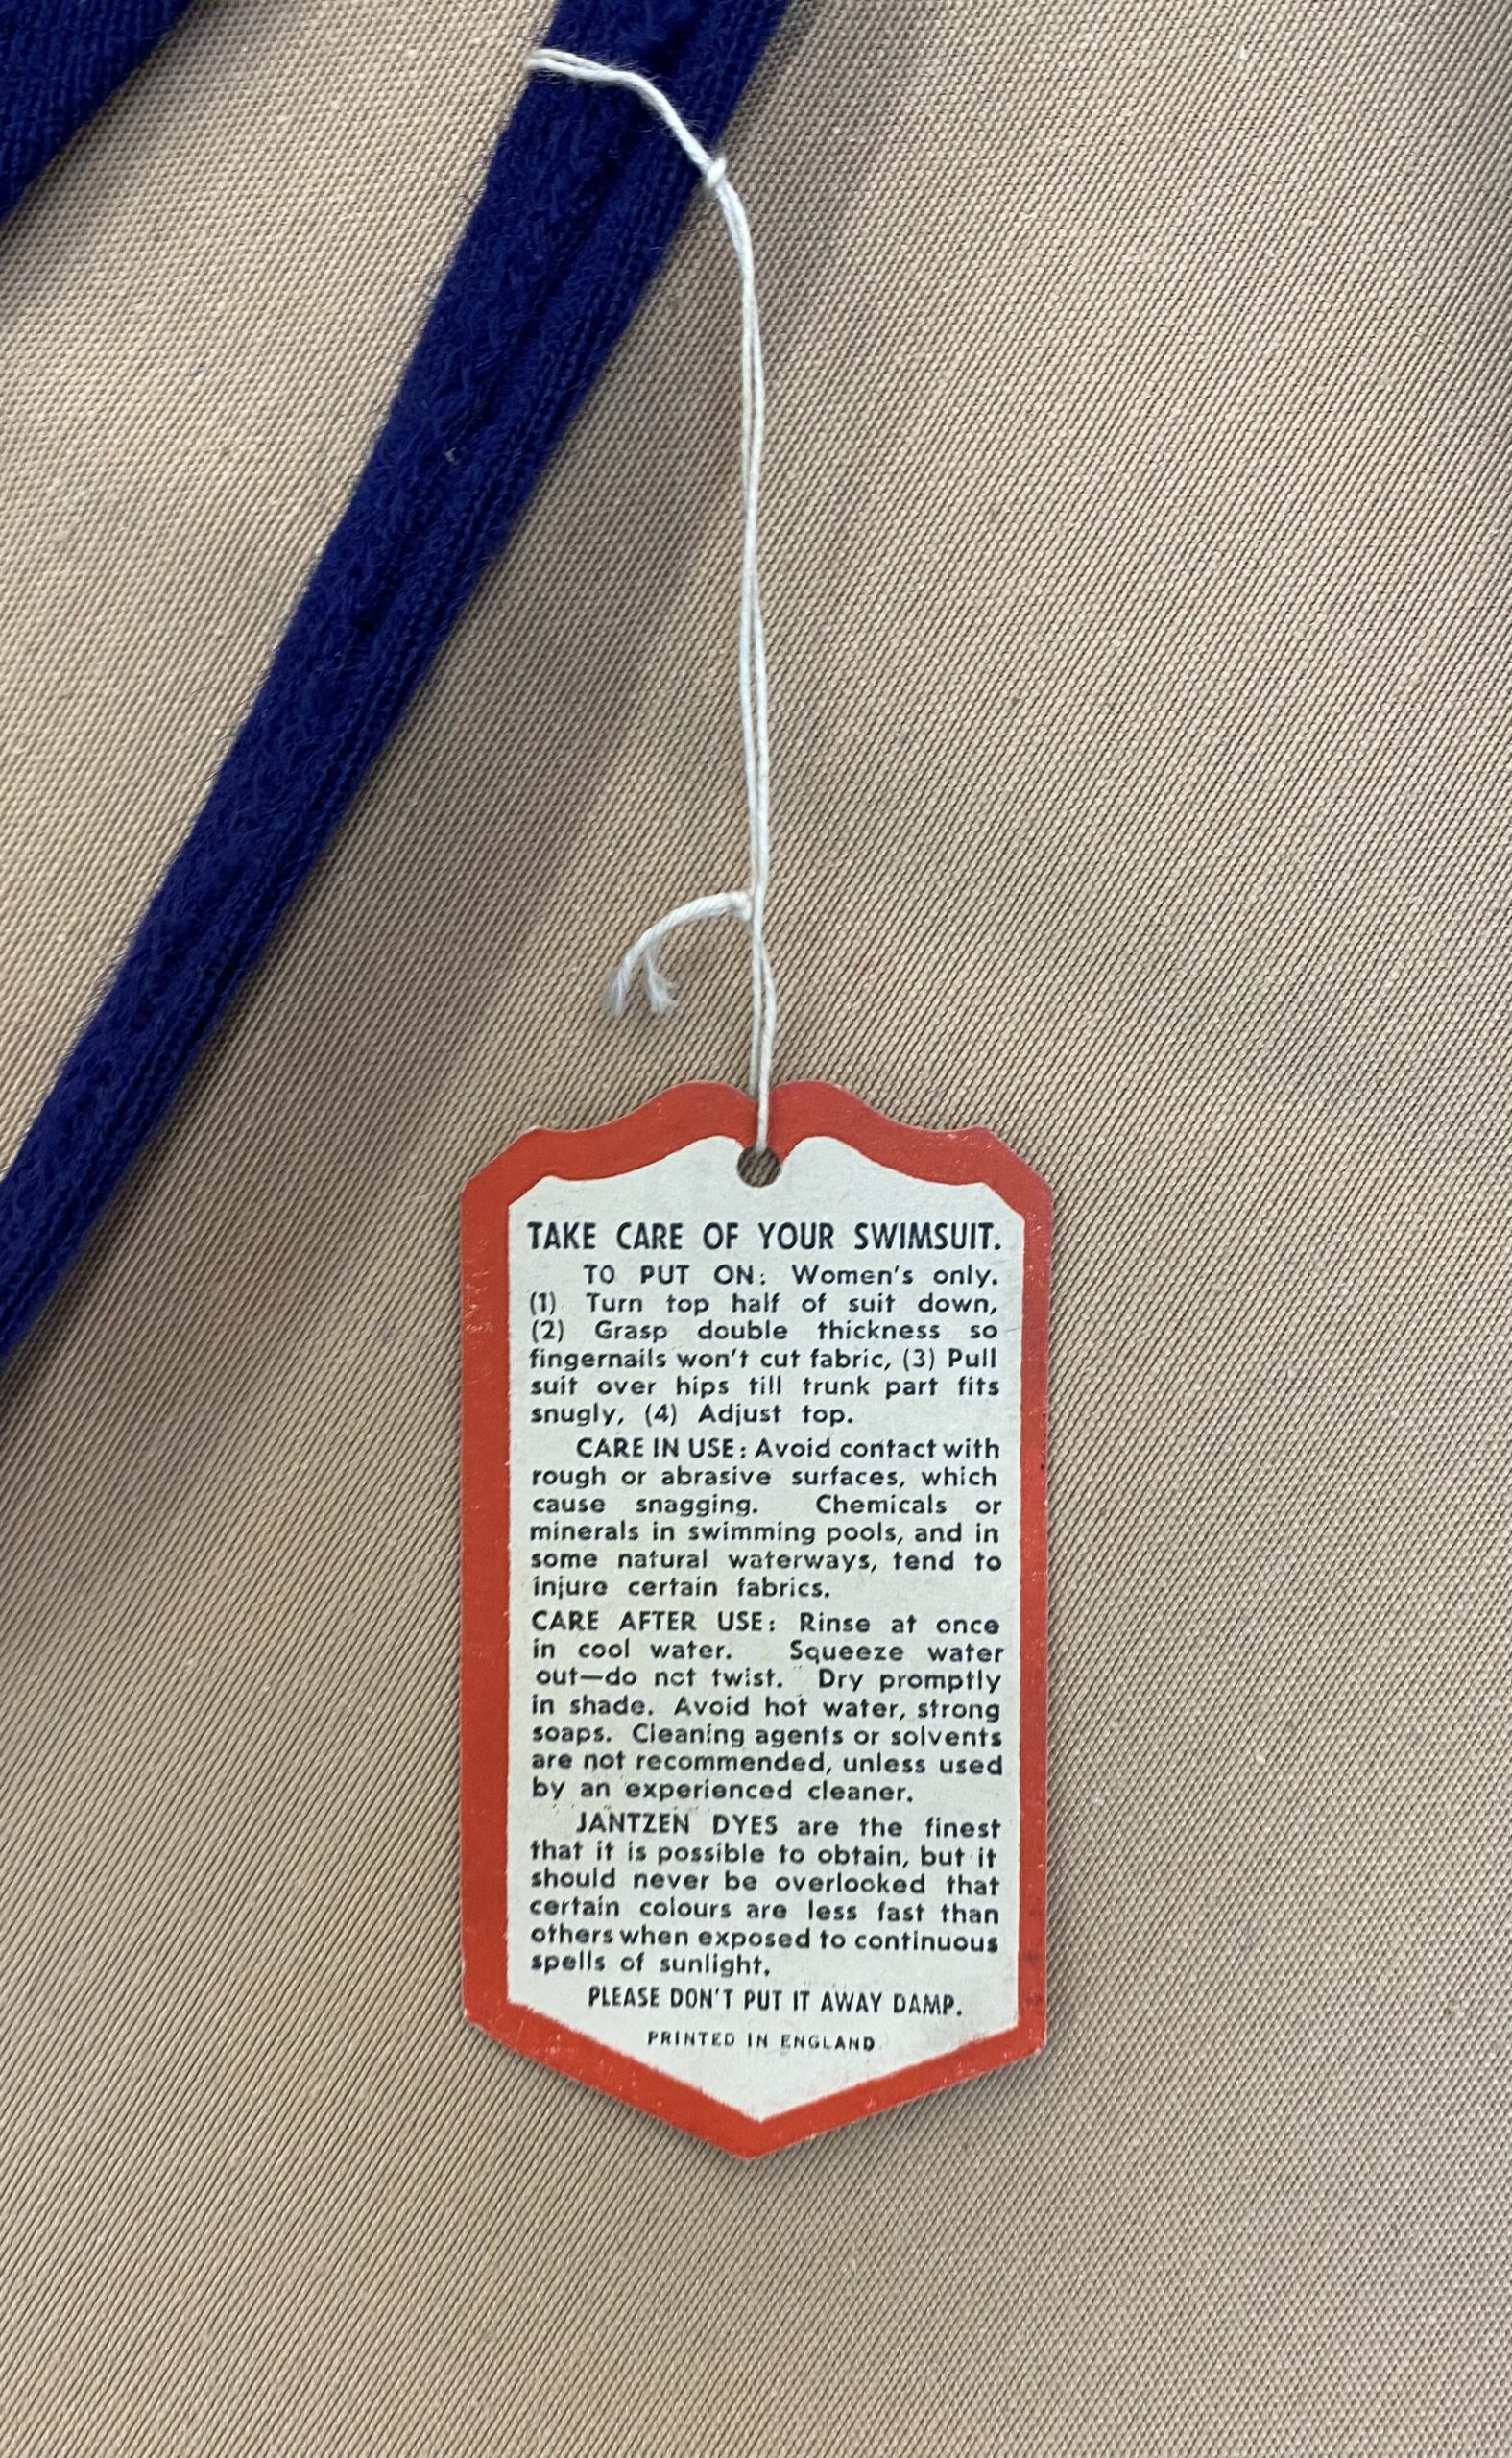 TAKE CARE OF YOUR SWIMSUIT.
TO PUT ON: Women's only.
(1) Turn top half of suit down,
(2) Grasp double thickness so
fingernails won't cut fabric, (3) Pull
suit over hips till trunk part fits
snugly, (4) Adjust top.
CARE IN USE: Avoid contact with
rough or abrasive surfaces, which
cause snagging. Chemicals or
minerals in swimming pools, and in
some natural waterways, tend to
injure certain fabrics.
CARE AFTER USE: Rinse at once
in cool water. Squeeze water
out—do not twist. Dry promptly
in shade. Avoid hot water, strong
soaps. Cleaning agents or solvents
are not recommended, unless used
by an experienced cleaner.
JANTZEN DYES are the finest
that it is possible to obtain, but it
should never be overlooked that
certain colours are less fast than
others when exposed to continuous
spells of sunlight.
PLEASE DON'T PUT IT AWAY DAMP.
PRINTED IN ENGLAND